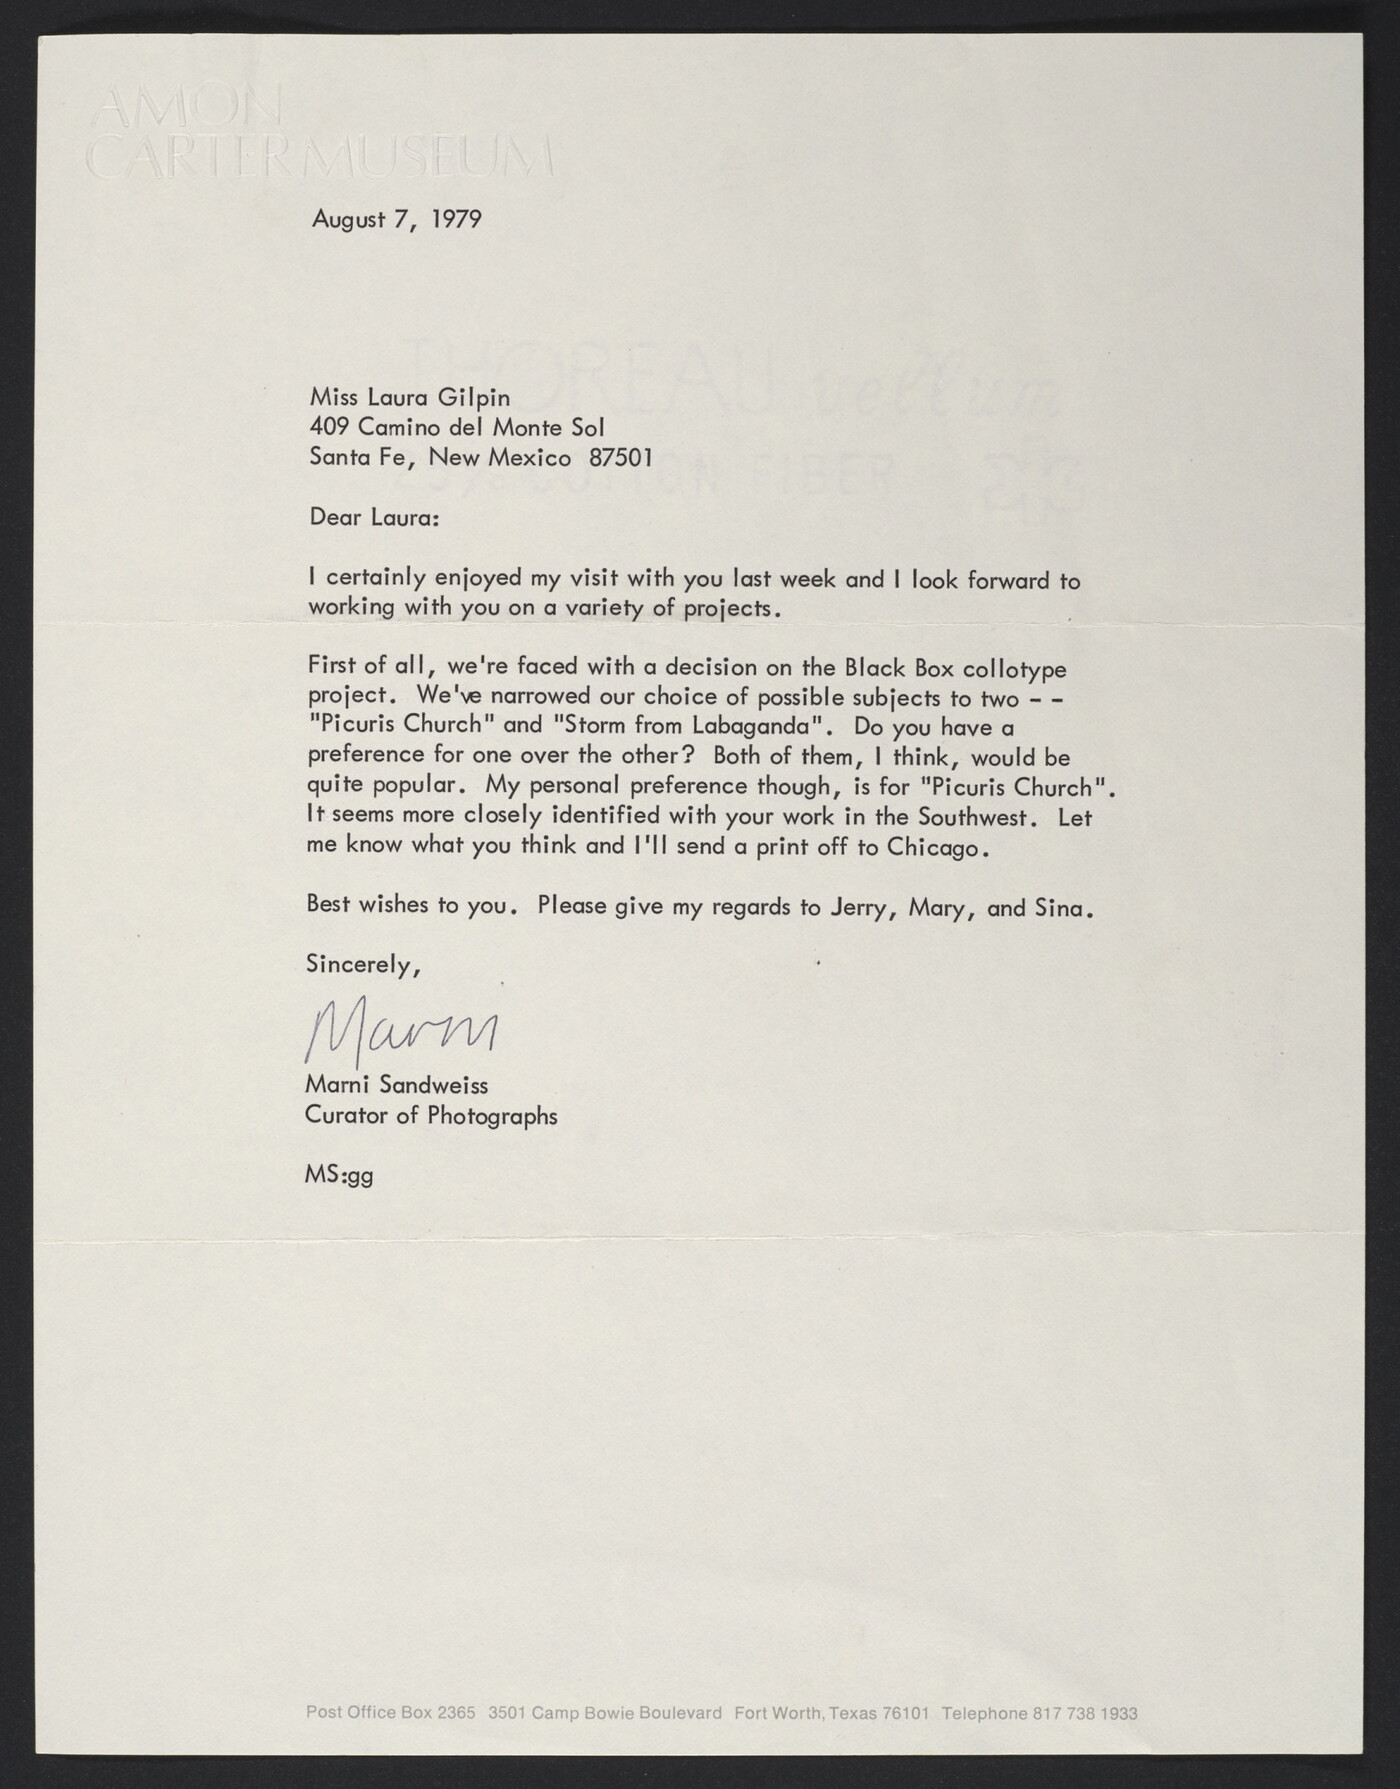 AMON
CARTER MUSEUM
August 7, 1979
THOREAU vellum
25% COTTON FIBER
Miss Laura Gilpin
409 Camino del Monte Sol
Santa Fe, New Mexico 87501
Dear Laura:
I certainly enjoyed my visit with you last week and I look forward to
working with you on a variety of projects.
First of all, we're faced with a decision on the Black Box collotype
project. We've narrowed our choice of possible subjects to two - -
"Picuris Church" and "Storm from Labaganda". Do you have a
preference for one over the other? Both of them, I think, would be
quite popular. My personal preference though, is for "Picuris Church".
It seems more closely identified with your work in the Southwest. Let
me know what you think and I'll send a print off to Chicago.
Best wishes to you. Please give my regards to Jerry, Mary, and Sina.
Sincerely,
Marni
Marni Sandweiss
Curator of Photographs
MS:gg
Post Office Box 2365 3501 Camp Bowie Boulevard Fort Worth, Texas 76101 Telephone 817 738 1933